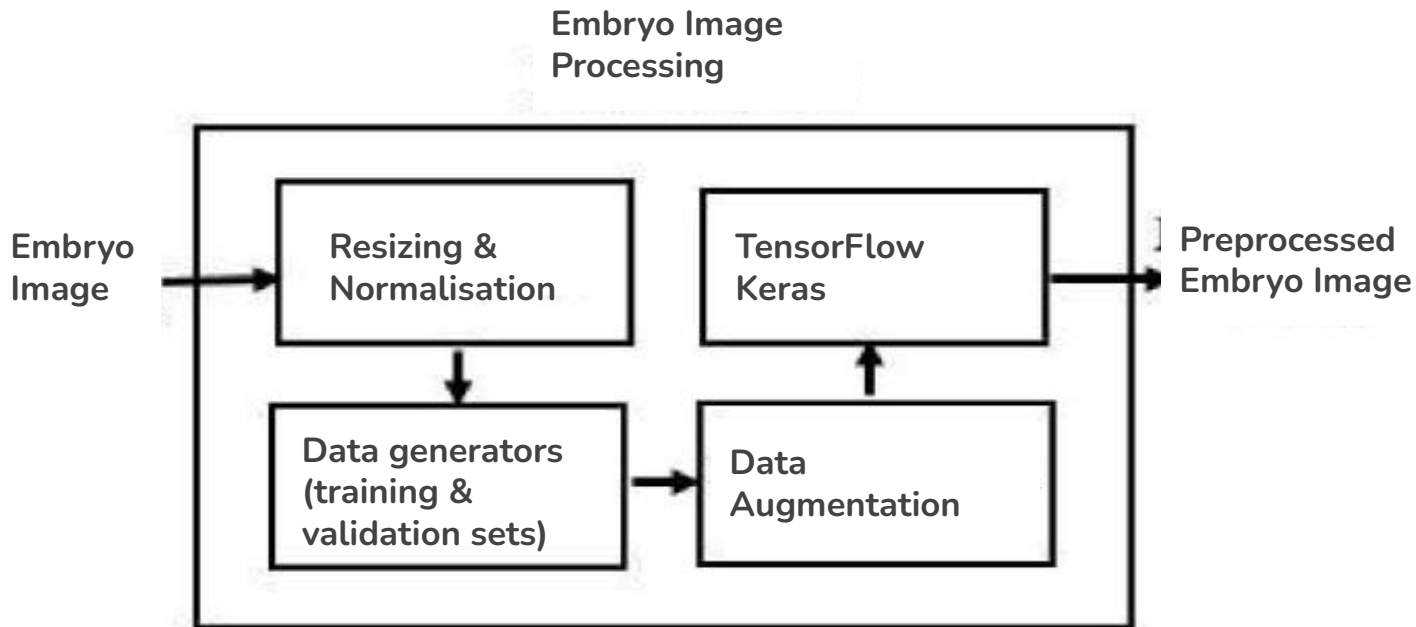 Embryo Image
Processing
Embryo
Image
Resizing &
Normalisation
TensorFlow
Keras
Preprocessed
Embryo Image
Data generators
(training &
validation sets)
Data
Augmentation